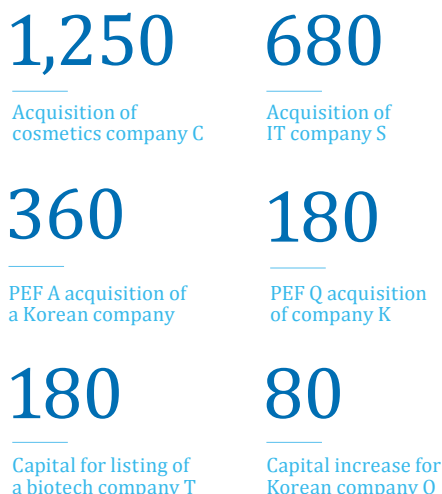 1,250
Acquisition of
cosmetics company C
680
Acquisition of
IT company S
360
PEF A acquisition of
a Korean company
180
PEF Q acquisition
of company K
180
Capital for listing of
a biotech company T
80
Capital increase for
Korean company O